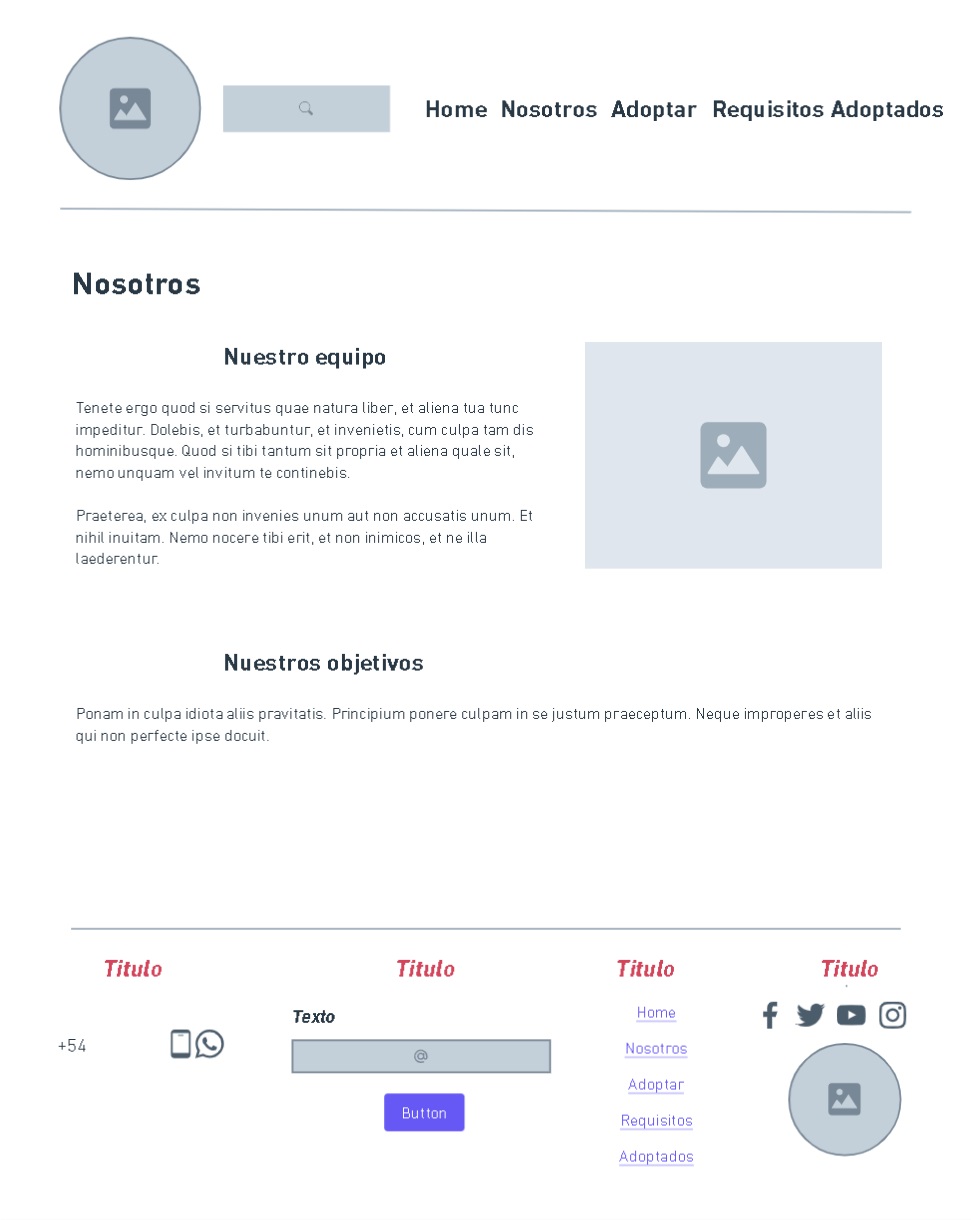 Home Nosotros Adoptar Requisitos Adoptados
Nosotros
Nuestro equipo
Tenete ergo quod si servitus quae natura liber, et aliena tua tunc
impeditur. Dolebis, et turbabuntur, et invenietis, cum culpa tam dis
hominibusque. Quod si tibi tantum sit propria et aliena quale sit,
nemo unquam vel invitum te continebis.
Praeterea, ex culpa non invenies unum aut non accusatis unum. Et
nihil inuitam. Nemo nocere tibi erit, et non inimicos, et ne illa
laederentur.
Nuestros objetivos
Ponam in culpa idiota aliis pravitatis. Principium ponere culpam in se justum praeceptum. Neque improperes et aliis
qui non perfecte ipse docuit.
Titulo
+54
Titulo
Texto
@
Button
Titulo
Home
Nosotros
Adoptar
Requisitos
Adoptados
Titulo